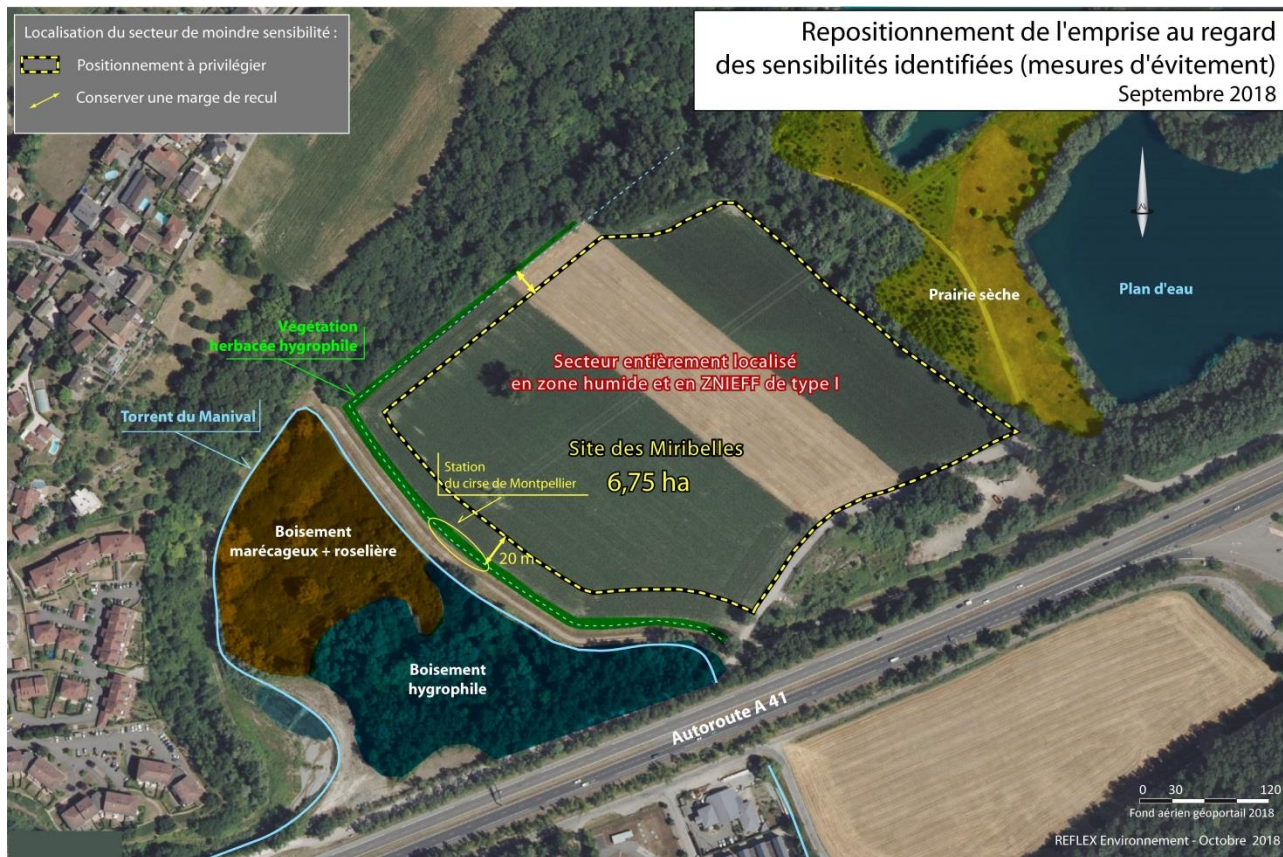 Localisation du secteur de moindre sensibilité :
Positionnement à privilégier
Conserver une marge de recul
Repositionnement de l'emprise au regard
des sensibilités identifiées (mesures d'évitement)
Septembre 2018
Prairie sèche
Plan d'eau
Végétation
herbacée hygrophile
Torrent du Manival
Secteur entièrement localisé
en zone humide et en ZNIEFF de type I
Site des Miribelles
6,75 ha
Station
du cirse de Montpellier
20 m
Boisement
marécageux + roselière
Boisement
hygrophile
Autoroute A 41
0 30 120
Fond aérien géoportail 2018
REFLEX Environnement - Octobre 2018